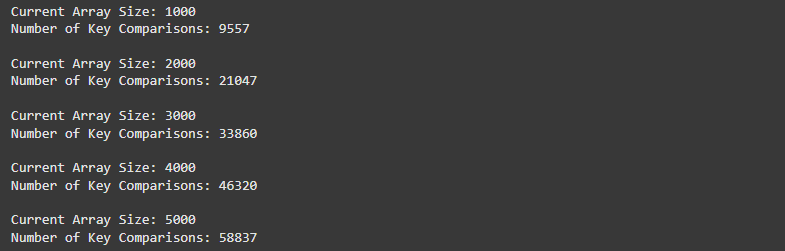 Current Array Size: 1000
Number of Key Comparisons: 9557
Current Array Size: 2000
Number of Key Comparisons: 21047
Current Array Size: 3000
Number of Key Comparisons: 33860
Current Array Size: 4000
Number of Key Comparisons: 46320
Current Array Size: 5000
Number of Key Comparisons: 58837